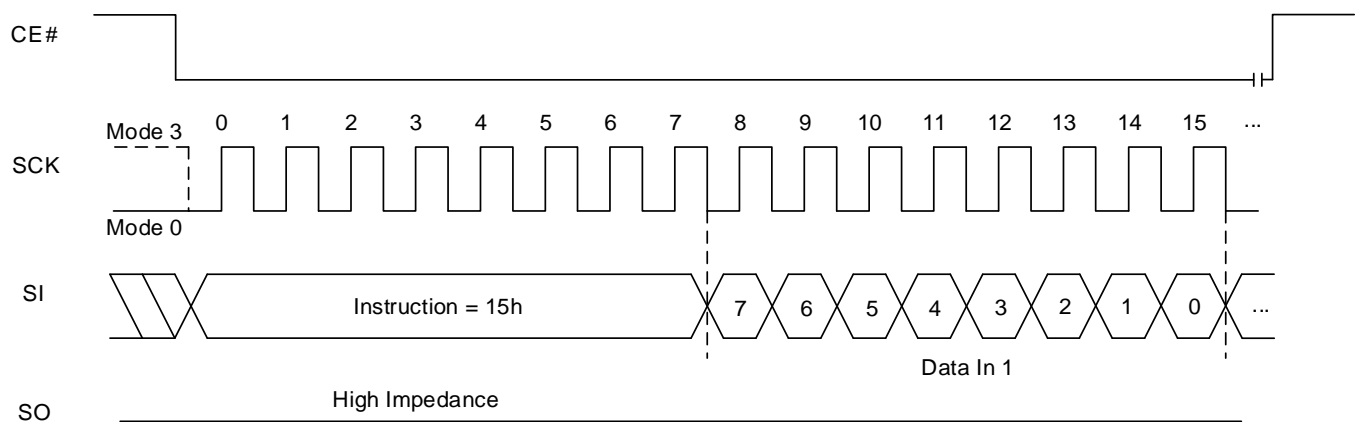 CE#
Mode 3 0 1 2 3 4 5 6 7 8 9 10 11 12 13 14 15 ...
SCK
Mode 0
SI Instruction = 15h 7 6 5 4 3 2 1 0 ...
Data In 1
High Impedance
SO